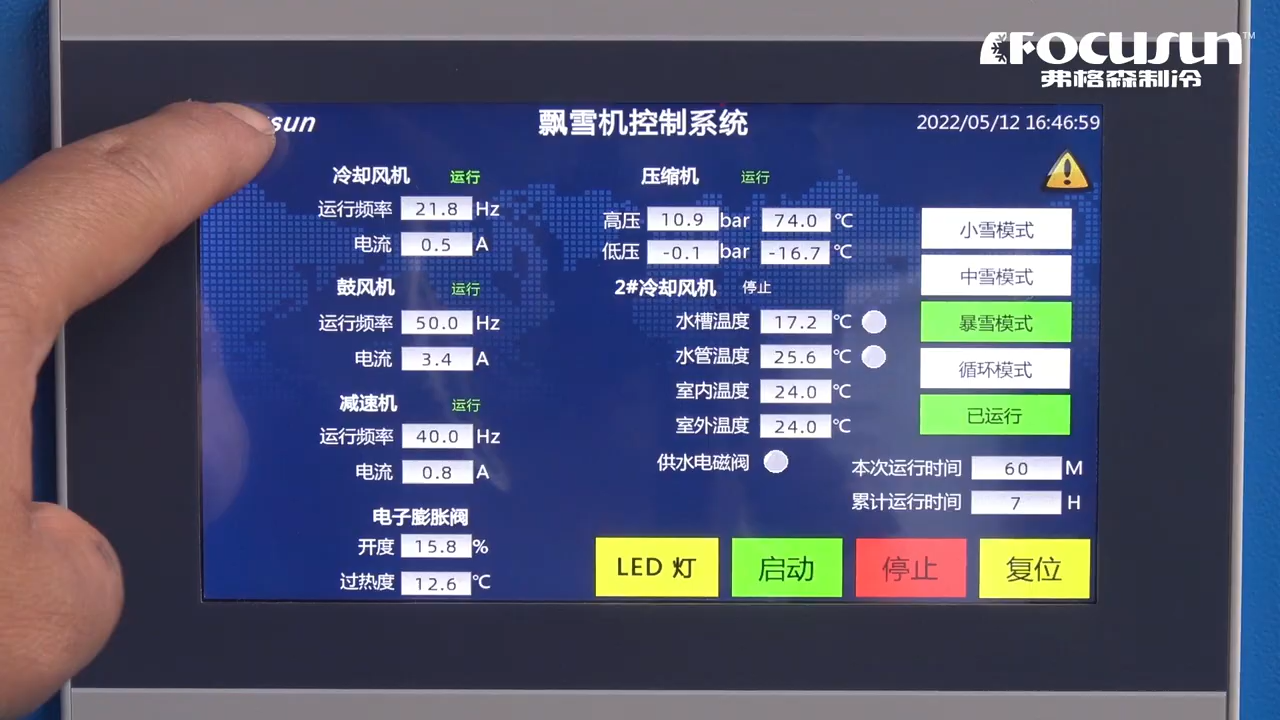 FOCUSUN™
弗格森制冷
sun
飘雪机控制系统
2022/05/12 16:46:59
冷却风机 运行
运行频率 21.8 Hz
电流 0.5 A
鼓风机 运行
运行频率 50.0 Hz
电流 3.4 A
减速机 运行
运行频率 40.0 Hz
电流 0.8 A
电子膨胀阀
开度 15.8 %
过热度 12.6 ℃
压缩机 运行
高压 10.9 bar 74.0 ℃
低压 -0.1 bar -16.7 ℃
2#冷却风机 停止
水槽温度 17.2 ℃
水管温度 25.6 ℃
室内温度 24.0 ℃
室外温度 24.0 ℃
供水电磁阀
小雪模式
中雪模式
暴雪模式
循环模式
已运行
本次运行时间 60 M
累计运行时间 7 H
LED 灯
启动
停止
复位